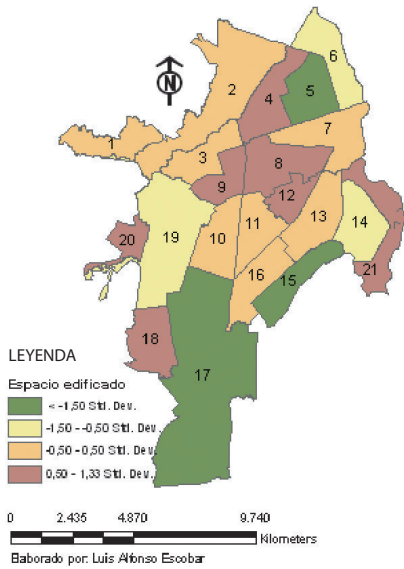 6
N
2
4
5
7
1
3
8
9
12
13
14
20
19
10
11
16
15
21
18
17
LEYENDA
Espacio edificado
< -1,50 Std. Dev.
-1,50 - -0,50 Std. Dev.
-0,50 - 0,50 Std. Dev.
0,50 - 1,33 Std. Dev.
0 2.435 4.870 9.740
Kilometers
Elaborado por: Luis Alfonso Escobar